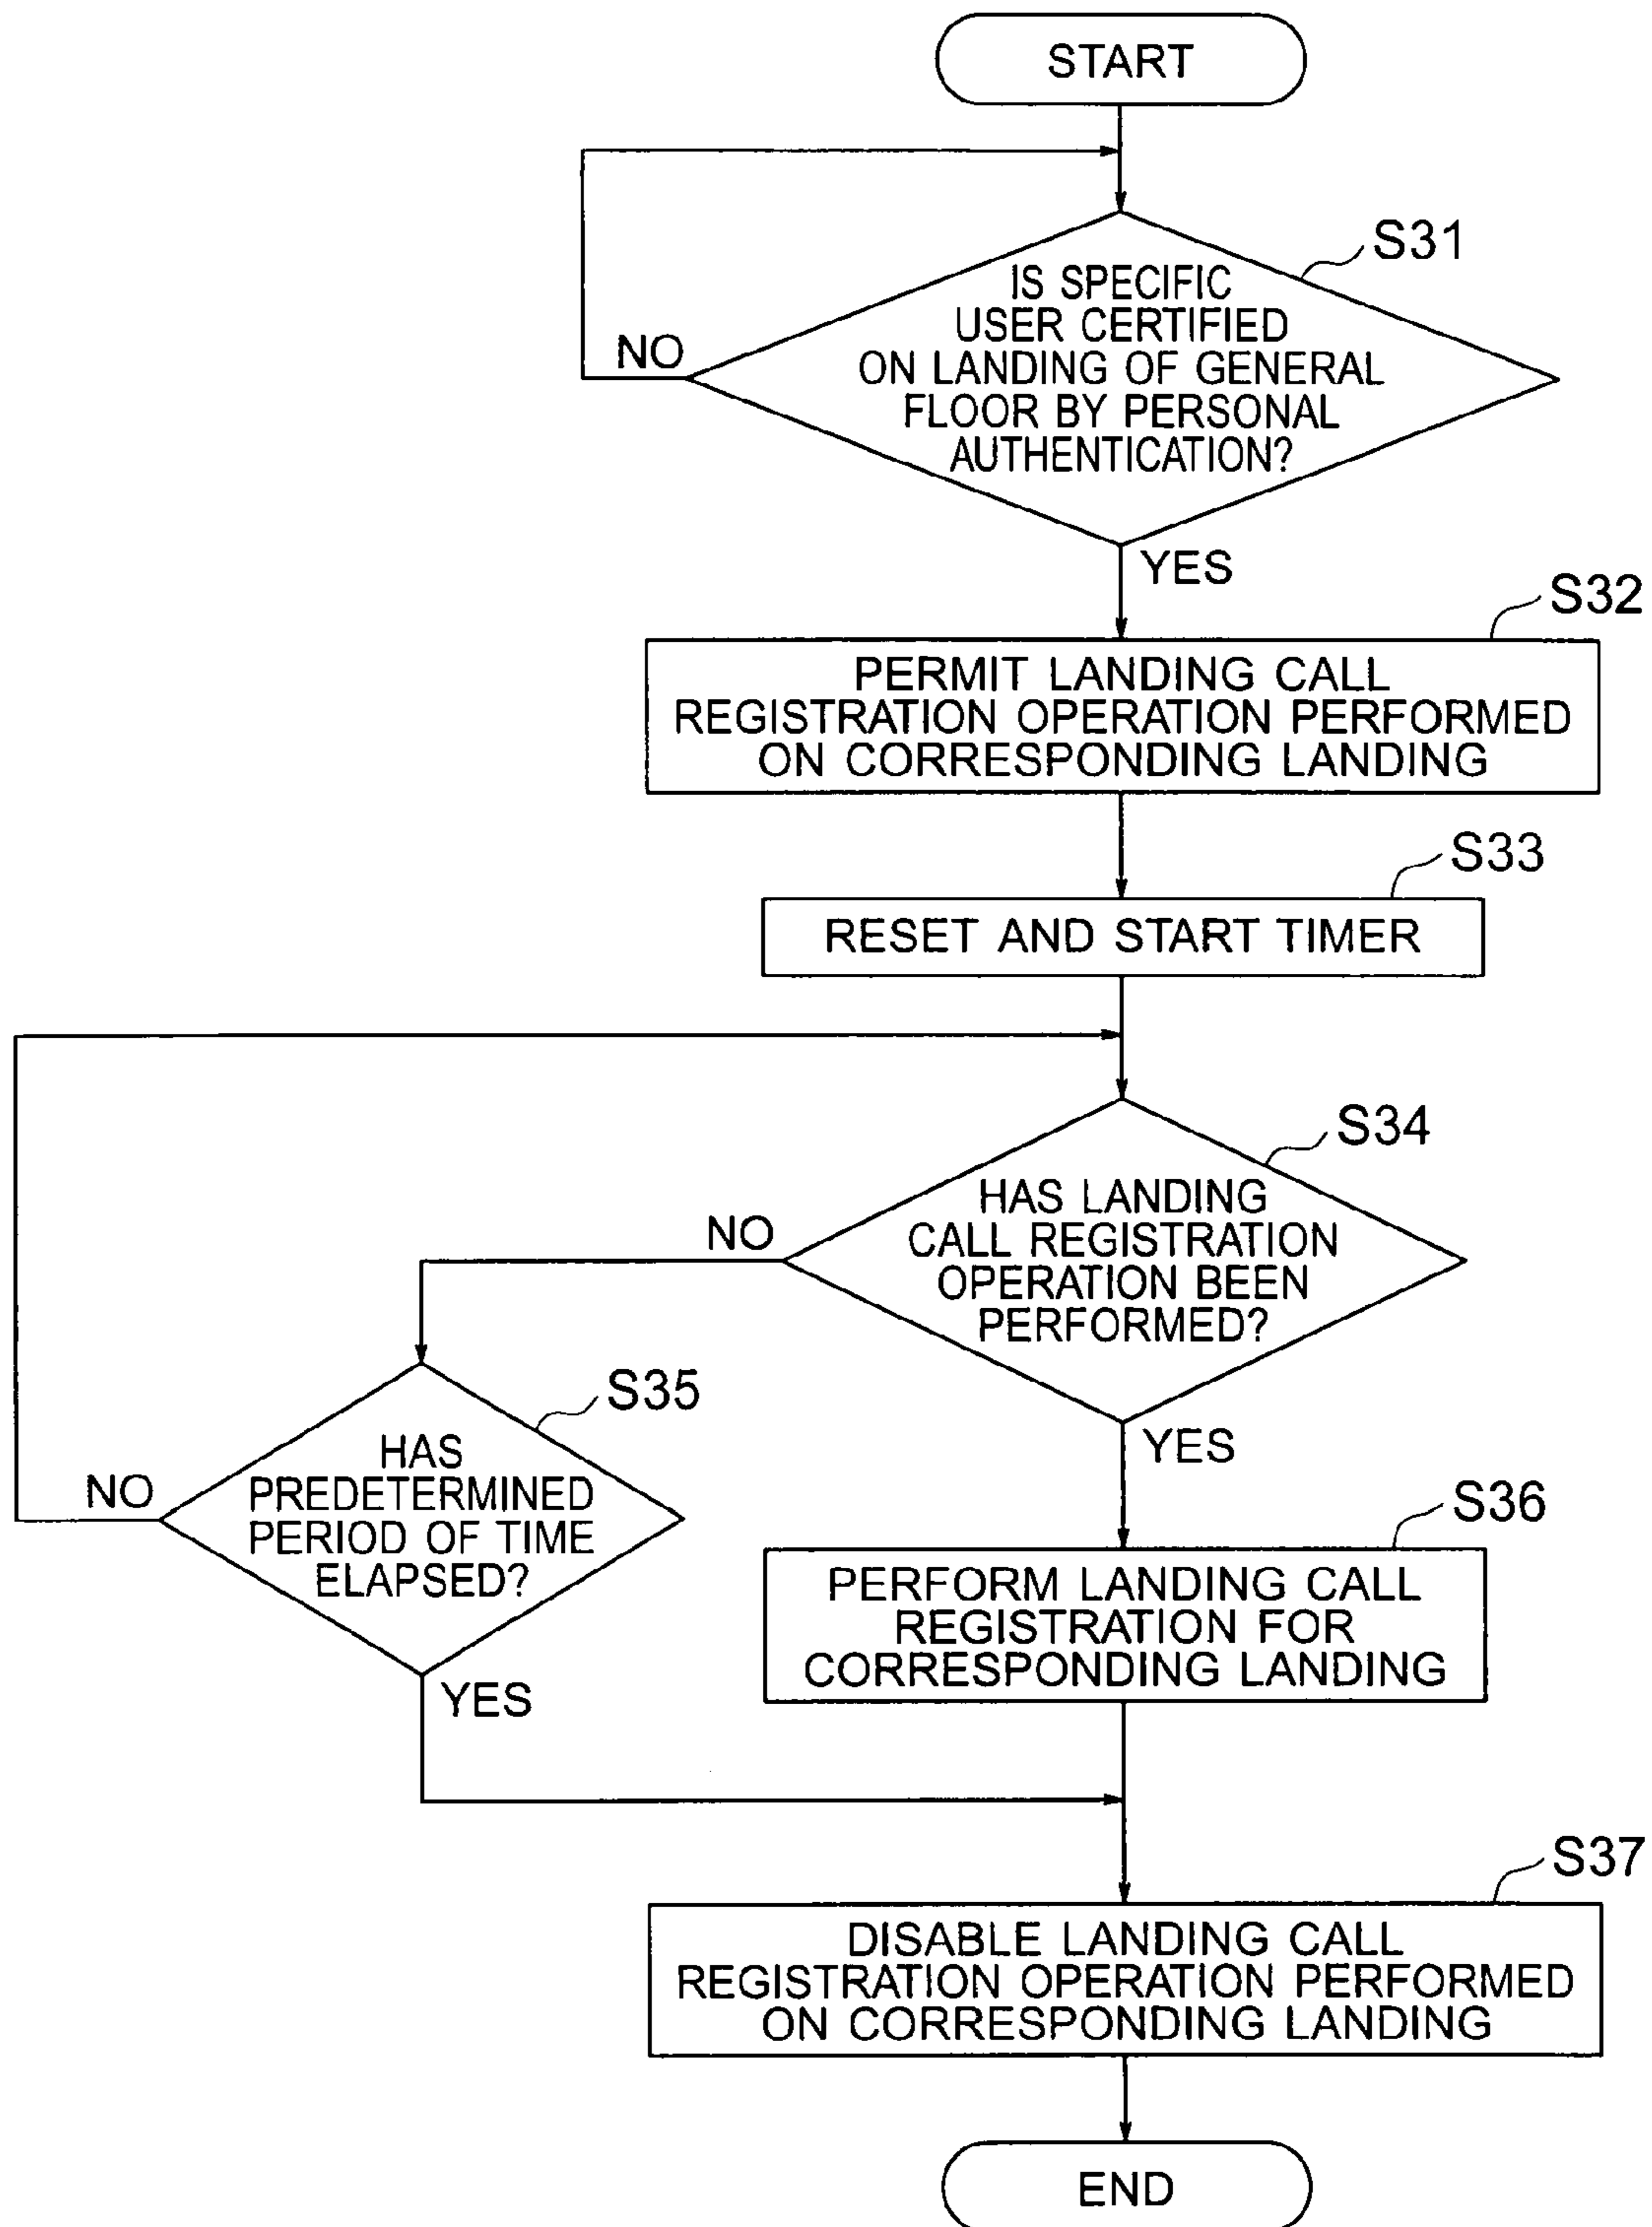 START
S31
IS SPECIFIC
USER CERTIFIED
ON LANDING OF GENERAL
FLOOR BY PERSONAL
AUTHENTICATION?
NO
YES
S32
PERMIT LANDING CALL
REGISTRATION OPERATION PERFORMED
ON CORRESPONDING LANDING
S33
RESET AND START TIMER
S34
HAS LANDING
CALL REGISTRATION
OPERATION BEEN
PERFORMED?
NO
YES
S35
HAS
PREDETERMINED
PERIOD OF TIME
ELAPSED?
NO
YES
S36
PERFORM LANDING CALL
REGISTRATION FOR
CORRESPONDING LANDING
S37
DISABLE LANDING CALL
REGISTRATION OPERATION PERFORMED
ON CORRESPONDING LANDING
END